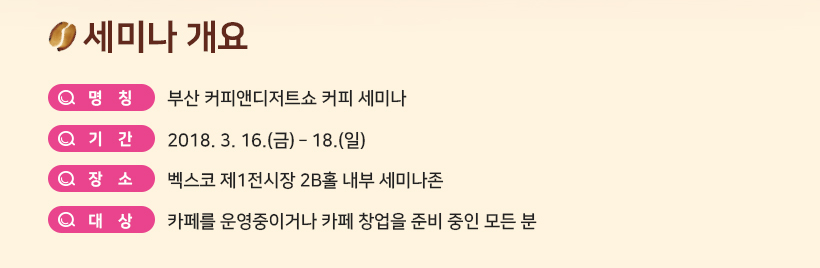 세미나 개요
명 칭 부산 커피앤디저트쇼 커피 세미나
기 간 2018. 3. 16.(금) - 18.(일)
장 소 벡스코 제1전시장 2B홀 내부 세미나존
대 상 카페를 운영중이거나 카페 창업을 준비 중인 모든 분